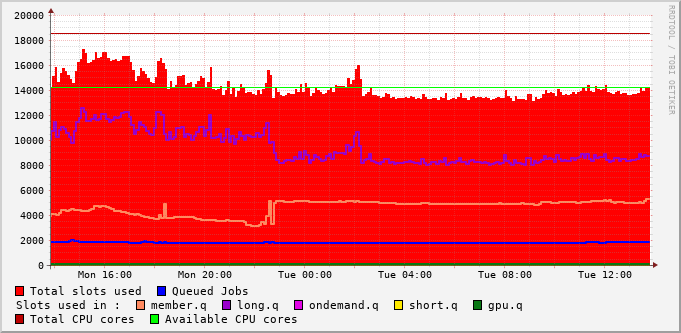 RRDTOOL / TOBI OETIKER
20000
18000
16000
14000
12000
10000
8000
6000
4000
2000
0
Mon 16:00 Mon 20:00 Tue 00:00 Tue 04:00 Tue 08:00 Tue 12:00
Total slots used Queued Jobs
Slots used in : member.q long.q ondemand.q short.q gpu.q
Total CPU cores Available CPU cores